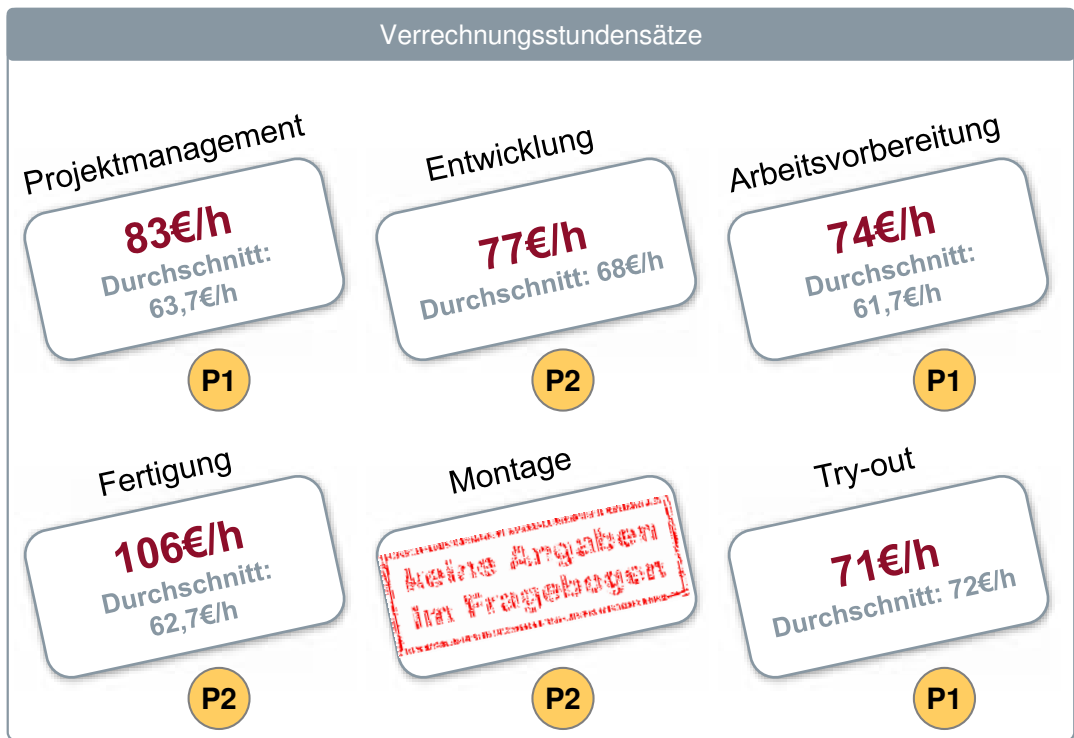 Verrechnungsstundensätze
Projektmanagement
83€/h
Durchschnitt:
63,7€/h
P1
Entwicklung
77€/h
Durchschnitt: 68€/h
P2
Arbeitsvorbereitung
74€/h
Durchschnitt:
61,7€/h
P1
Fertigung
106€/h
Durchschnitt:
62,7€/h
P2
Montage
keine Angaben
im Fragebogen
P2
Try-out
71€/h
Durchschnitt: 72€/h
P1